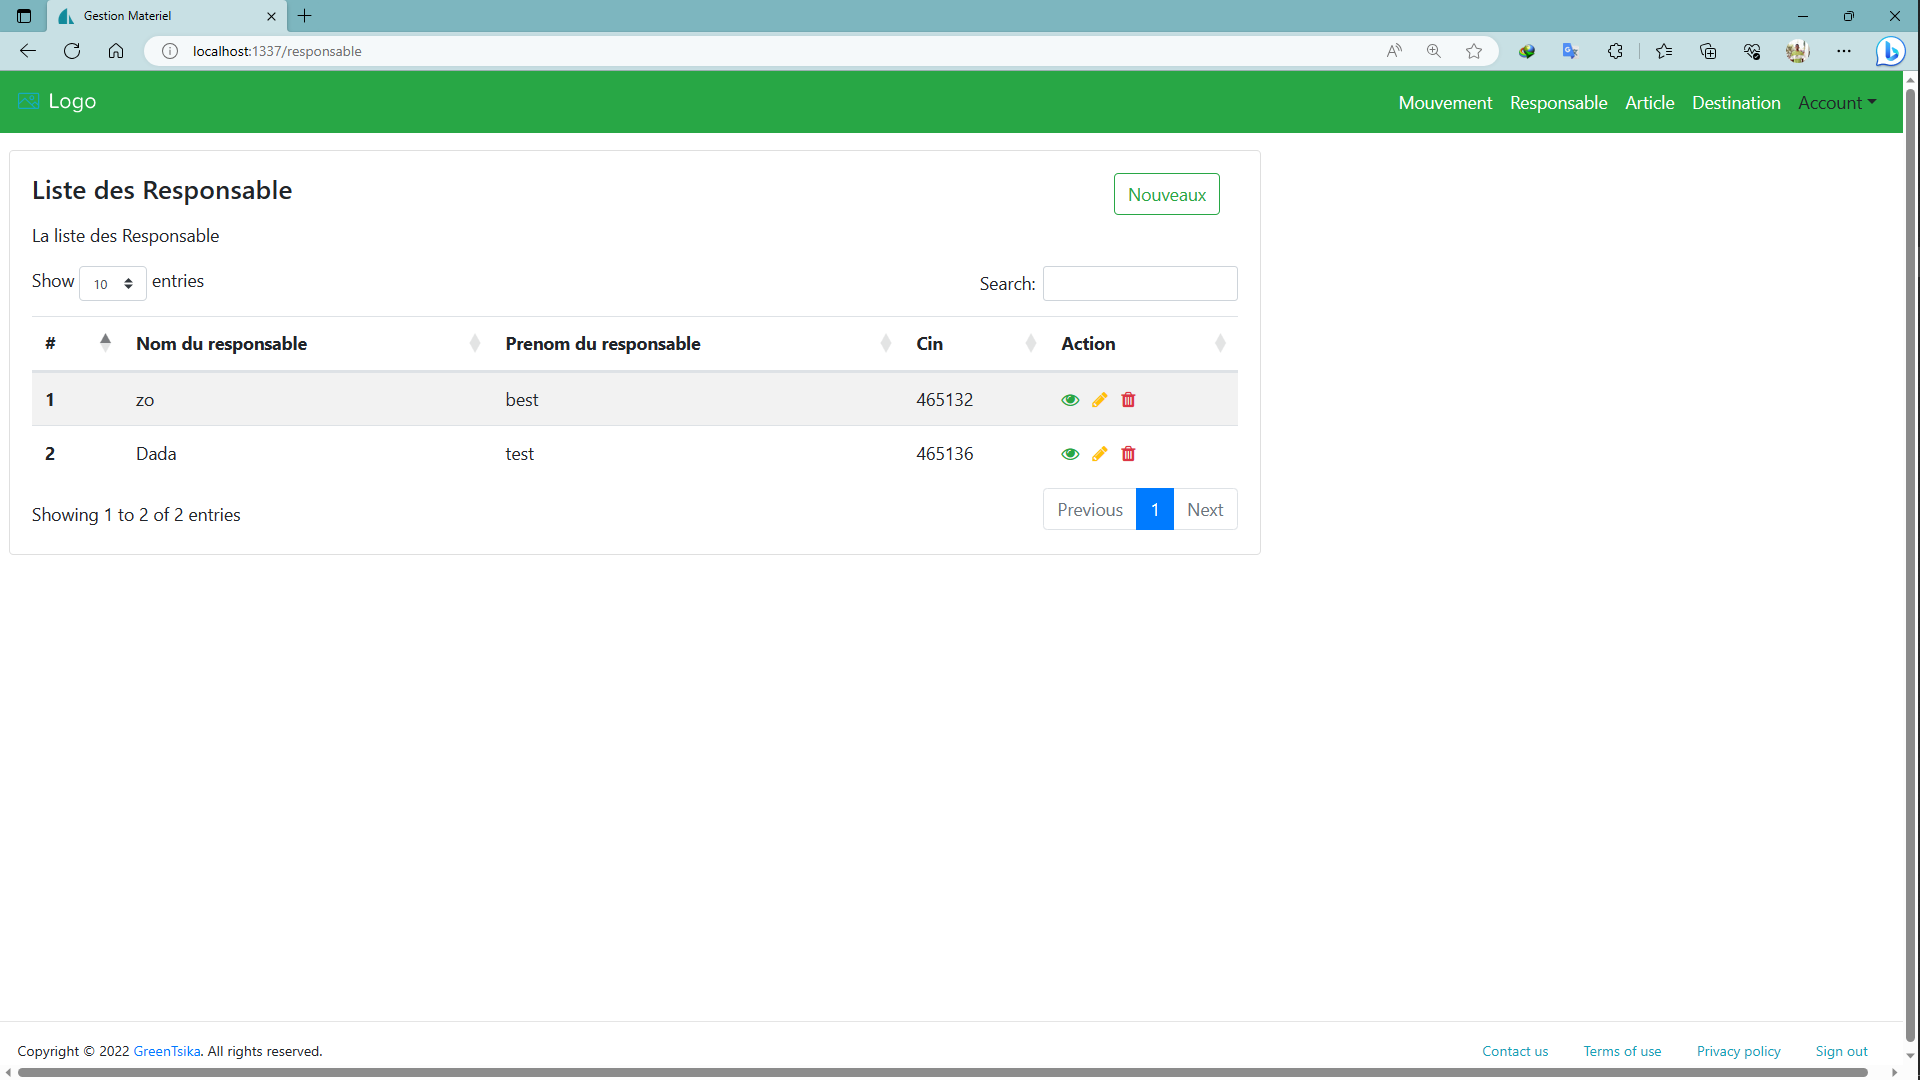 Gestion Materiel
localhost:1337/responsable
Logo
Mouvement Responsable Article Destination Account
Liste des Responsable
Nouveaux
La liste des Responsable
Show 10 entries
Search:
# Nom du responsable Prenom du responsable Cin Action
1 zo best 465132
2 Dada test 465136
Showing 1 to 2 of 2 entries
Previous 1 Next
Copyright © 2022 GreenTsika. All rights reserved.
Contact us Terms of use Privacy policy Sign out